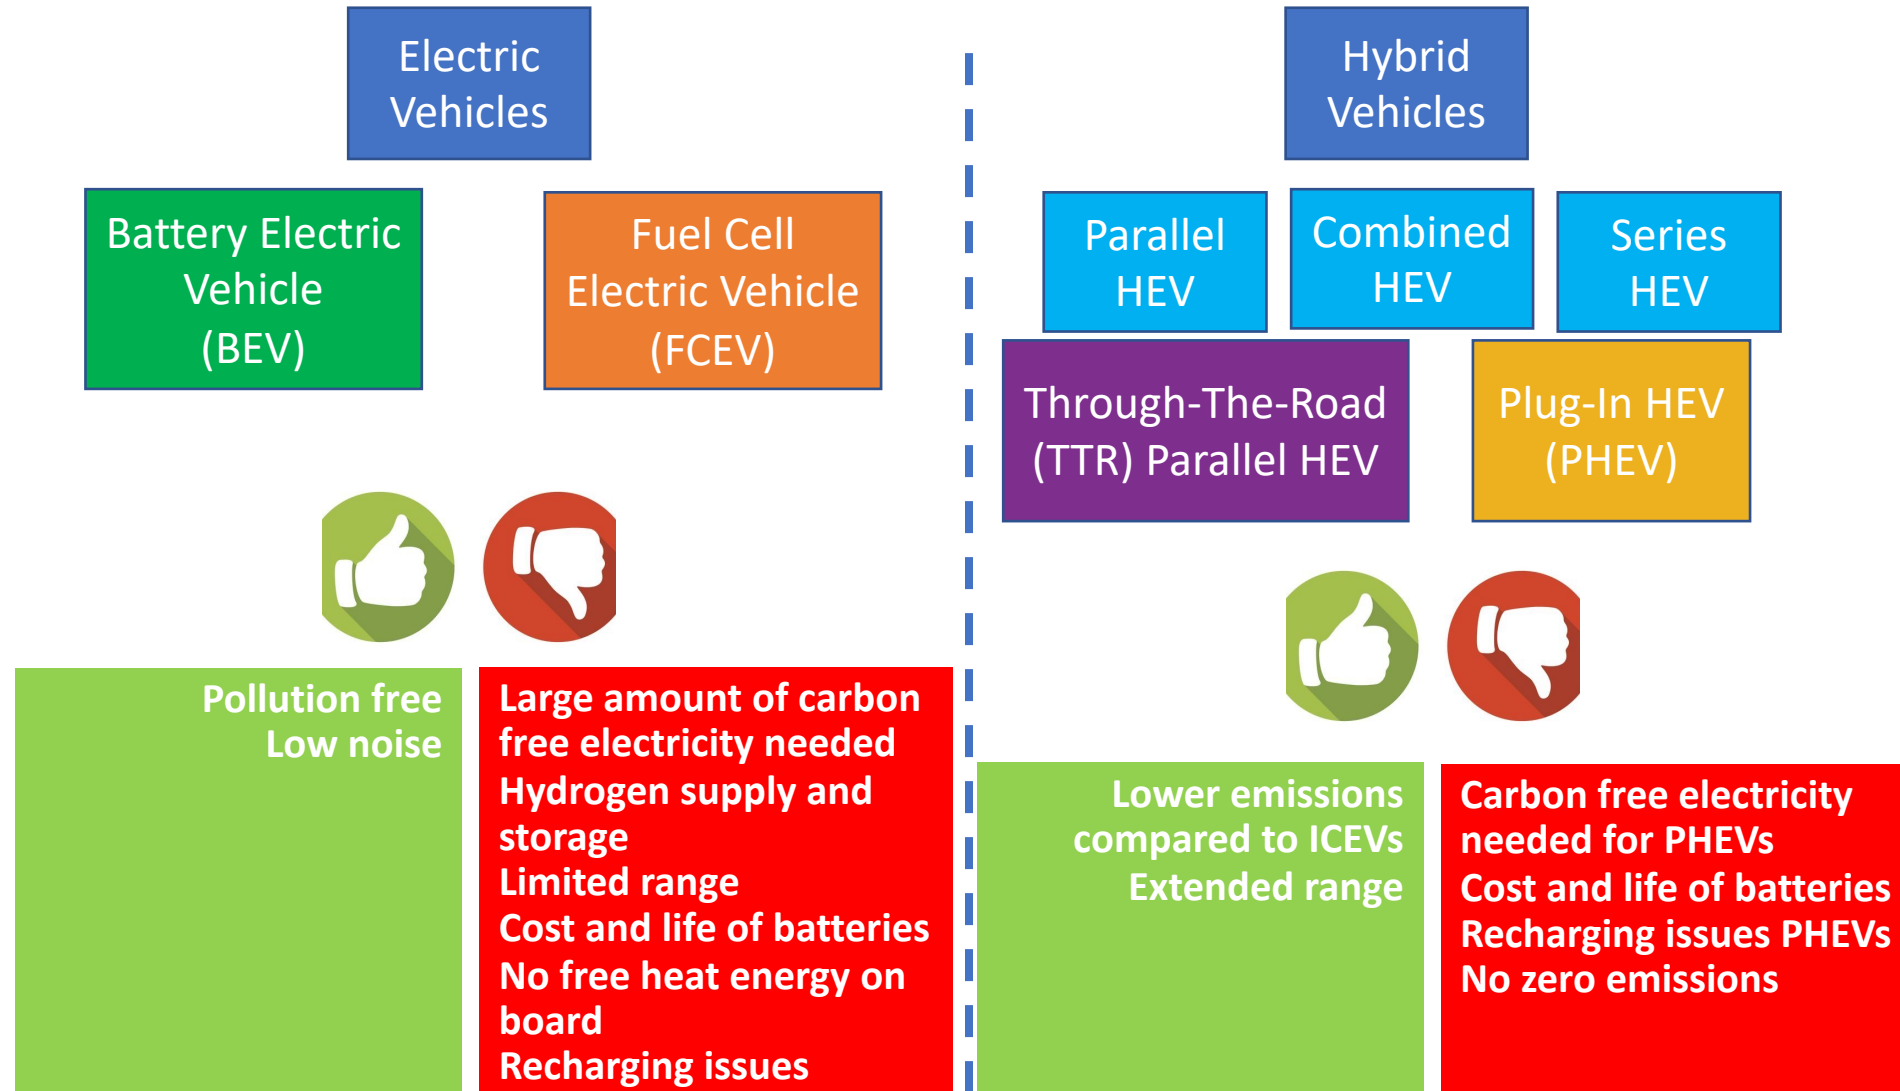 Electric
Vehicles
Battery Electric
Vehicle
(BEV)
Fuel Cell
Electric Vehicle
(FCEV)
Pollution free
Low noise
Large amount of carbon
free electricity needed
Hydrogen supply and
storage
Limited range
Cost and life of batteries
No free heat energy on
board
Recharging issues
Hybrid
Vehicles
Parallel
HEV
Combined
HEV
Series
HEV
Through-The-Road
(TTR) Parallel HEV
Plug-In HEV
(PHEV)
Lower emissions
compared to ICEVs
Extended range
Carbon free electricity
needed for PHEVs
Cost and life of batteries
Recharging issues PHEVs
No zero emissions